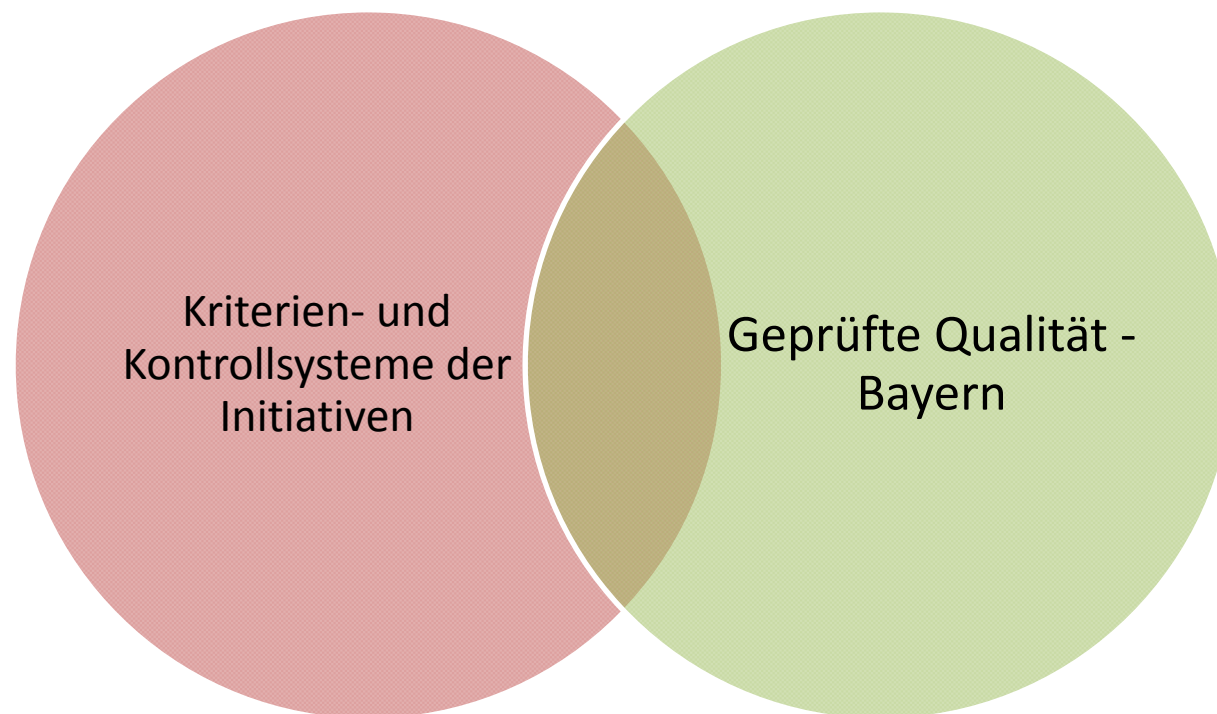 Kriterien- und
Kontrollsysteme der
Initiativen
Geprüfte Qualität -
Bayern